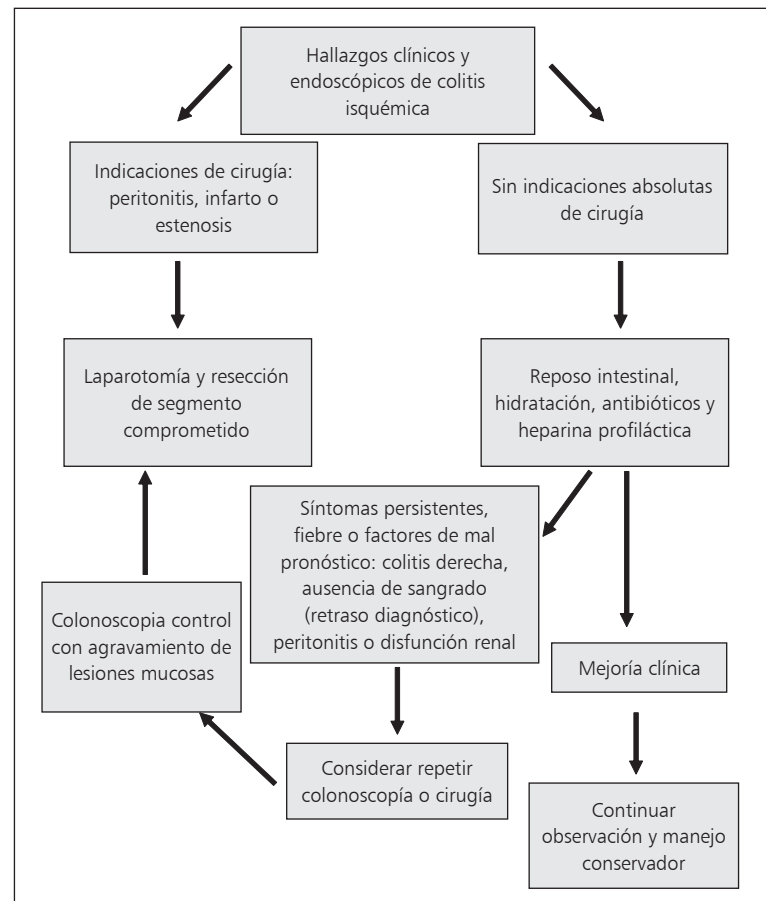 Hallazgos clínicos y
endoscópicos de colitis
isquémica
Indicaciones de cirugía:
peritonitis, infarto o
estenosis
Sin indicaciones absolutas
de cirugía
Laparotomía y resección
de segmento
comprometido
Reposo intestinal,
hidratación, antibióticos y
heparina profiláctica
Síntomas persistentes,
fiebre o factores de mal
pronóstico: colitis derecha,
ausencia de sangrado
(retraso diagnóstico),
peritonitis o disfunción renal
Colonoscopia control
con agravamiento de
lesiones mucosas
Mejoría clínica
Considerar repetir
colonoscopía o cirugía
Continuar
observación y manejo
conservador